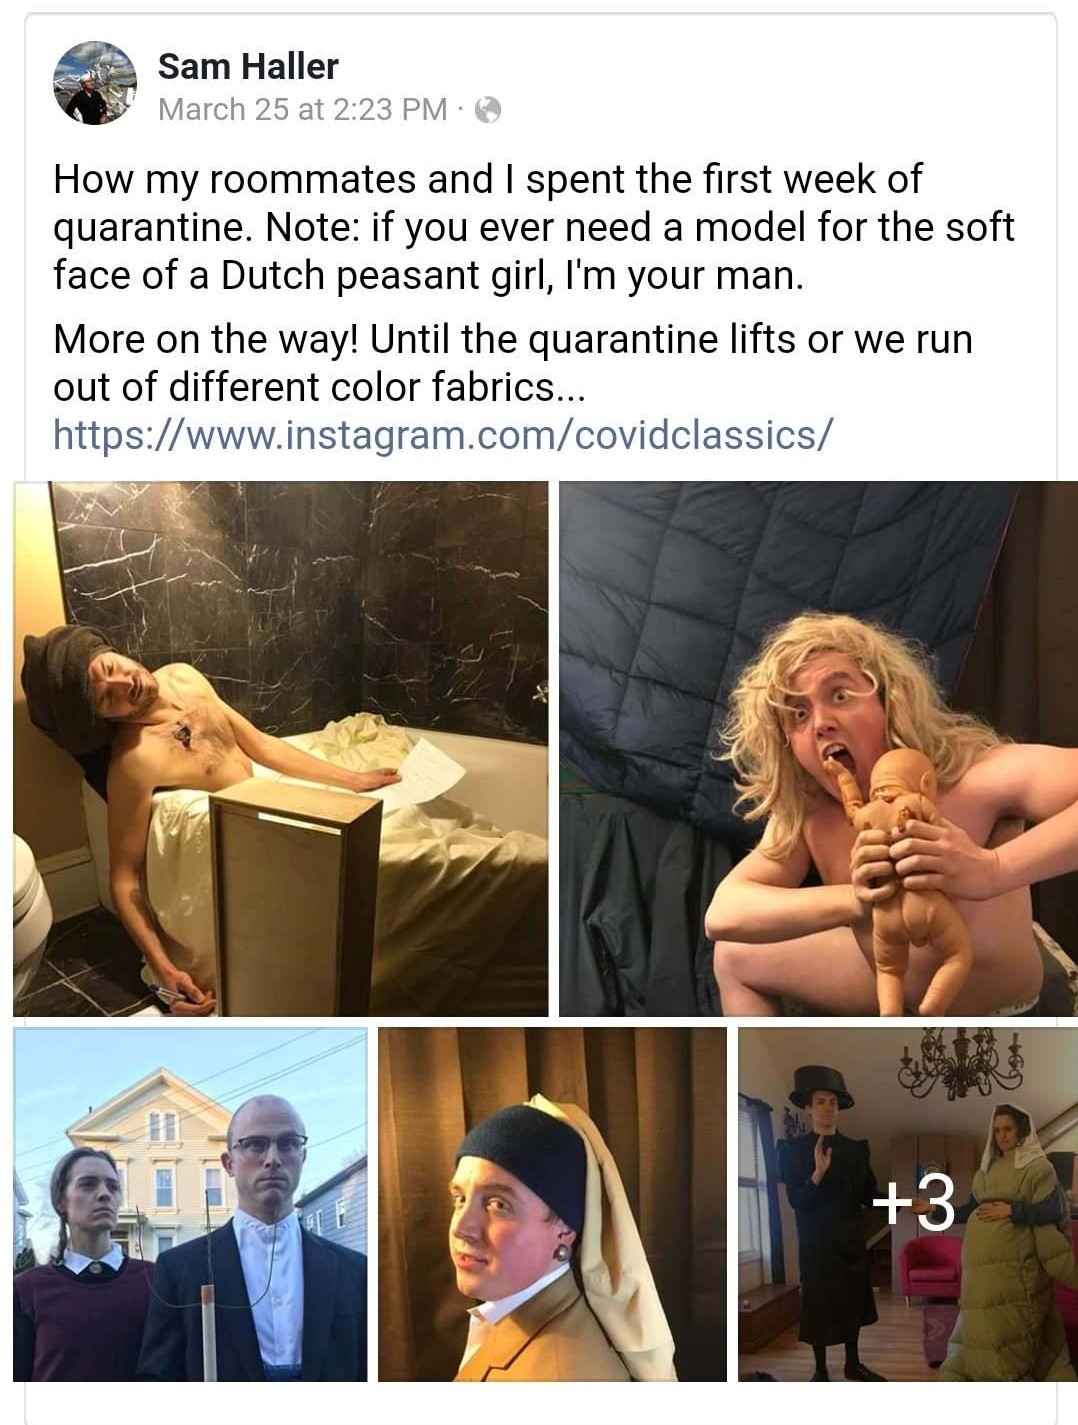 Sam Haller
March 25 at 2:23 PM ·
How my roommates and I spent the first week of
quarantine. Note: if you ever need a model for the soft
face of a Dutch peasant girl, I'm your man.
More on the way! Until the quarantine lifts or we run
out of different color fabrics...
https://www.instagram.com/covidclassics/
+3